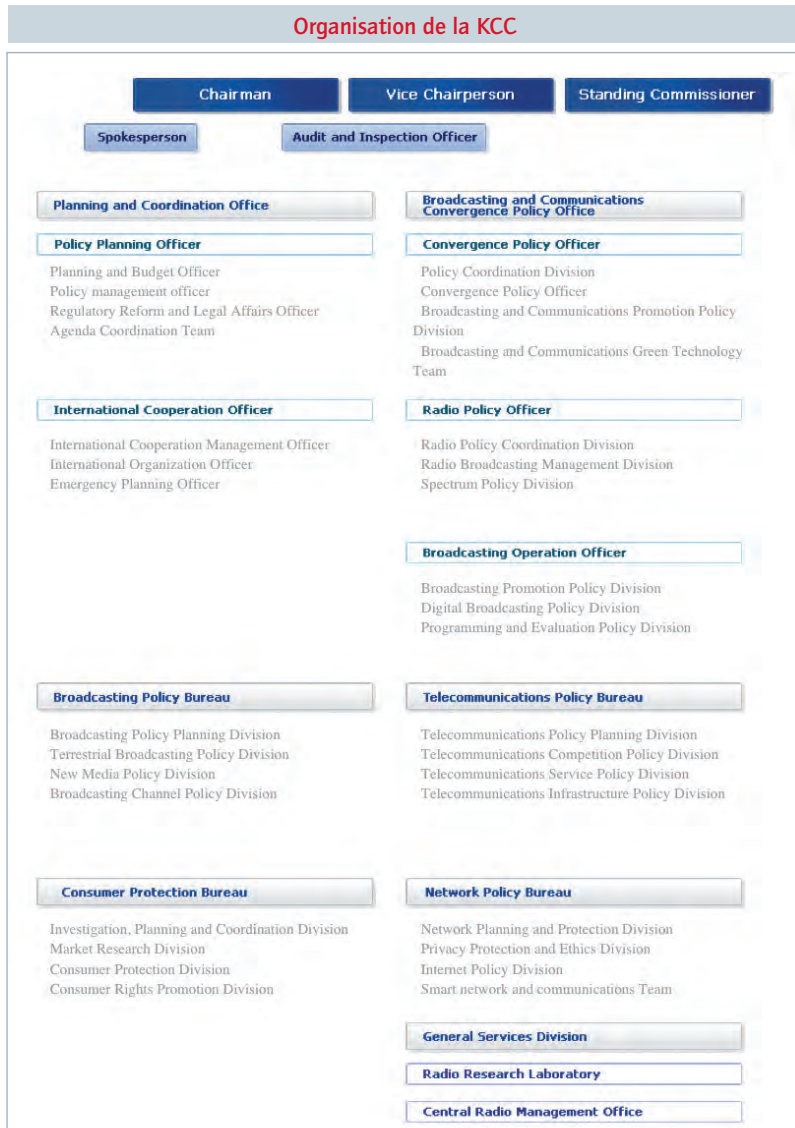 Organisation de la KCC
Chairman
Vice Chairperson
Standing Commissioner
Spokesperson
Audit and Inspection Officer
Planning and Coordination Office
Policy Planning Officer
Planning and Budget Officer
Policy management officer
Regulatory Reform and Legal Affairs Officer
Agenda Coordination Team
International Cooperation Officer
International Cooperation Management Officer
International Organization Officer
Emergency Planning Officer
Broadcasting and Communications
Convergence Policy Office
Convergence Policy Officer
Policy Coordination Division
Convergence Policy Officer
Broadcasting and Communications Promotion Policy
Division
Broadcasting and Communications Green Technology
Team
Radio Policy Officer
Radio Policy Coordination Division
Radio Broadcasting Management Division
Spectrum Policy Division
Broadcasting Operation Officer
Broadcasting Promotion Policy Division
Digital Broadcasting Policy Division
Programming and Evaluation Policy Division
Broadcasting Policy Bureau
Broadcasting Policy Planning Division
Terrestrial Broadcasting Policy Division
New Media Policy Division
Broadcasting Channel Policy Division
Telecommunications Policy Bureau
Telecommunications Policy Planning Division
Telecommunications Competition Policy Division
Telecommunications Service Policy Division
Telecommunications Infrastructure Policy Division
Consumer Protection Bureau
Investigation, Planning and Coordination Division
Market Research Division
Consumer Protection Division
Consumer Rights Promotion Division
Network Policy Bureau
Network Planning and Protection Division
Privacy Protection and Ethics Division
Internet Policy Division
Smart network and communications Team
General Services Division
Radio Research Laboratory
Central Radio Management Office